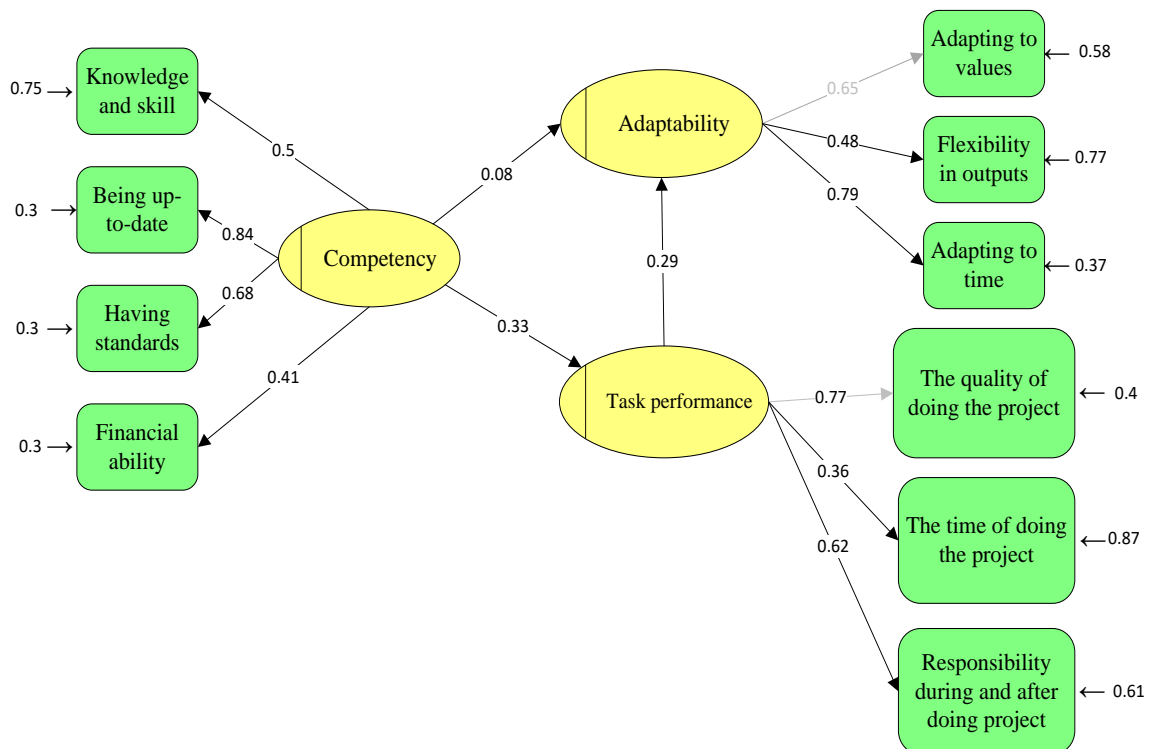 Knowledge
and skill
0.75
0.5
Being up-
to-date
0.3
0.84
Having
standards
0.3
0.68
Financial
ability
0.3
0.41
Competency
0.08
0.33
Adaptability
0.29
Task performance
0.65
Adapting to
values
0.58
0.48
Flexibility
in outputs
0.77
0.79
Adapting to
time
0.37
0.77
The quality of
doing the project
0.4
0.36
The time of doing
the project
0.87
0.62
Responsibility
during and after
doing project
0.61